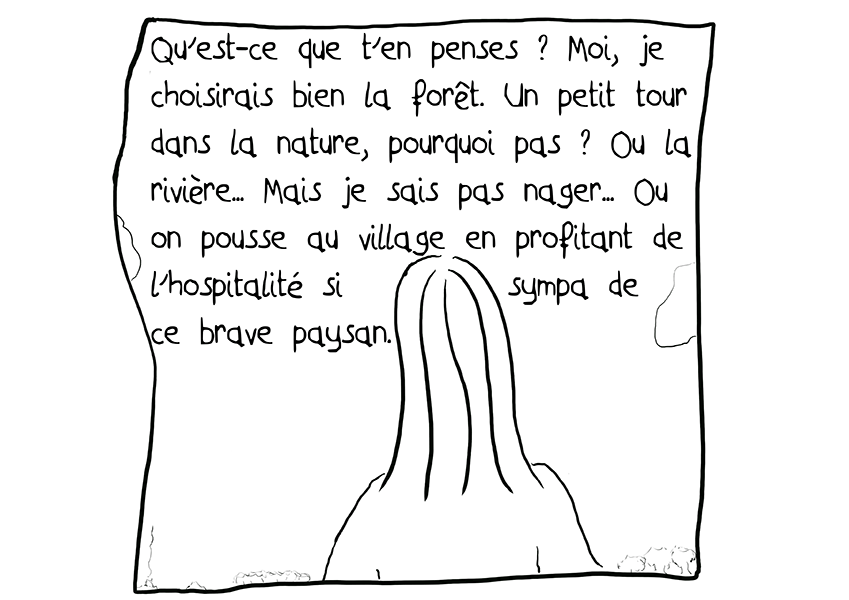 Qu'est-ce que t'en penses ? Moi, je
choisirais bien la forêt. Un petit tour
dans la nature, pourquoi pas ? Ou la
rivière... Mais je sais pas nager... Ou
on pousse au village en profitant de
l'hospitalité si sympa de
ce brave paysan.